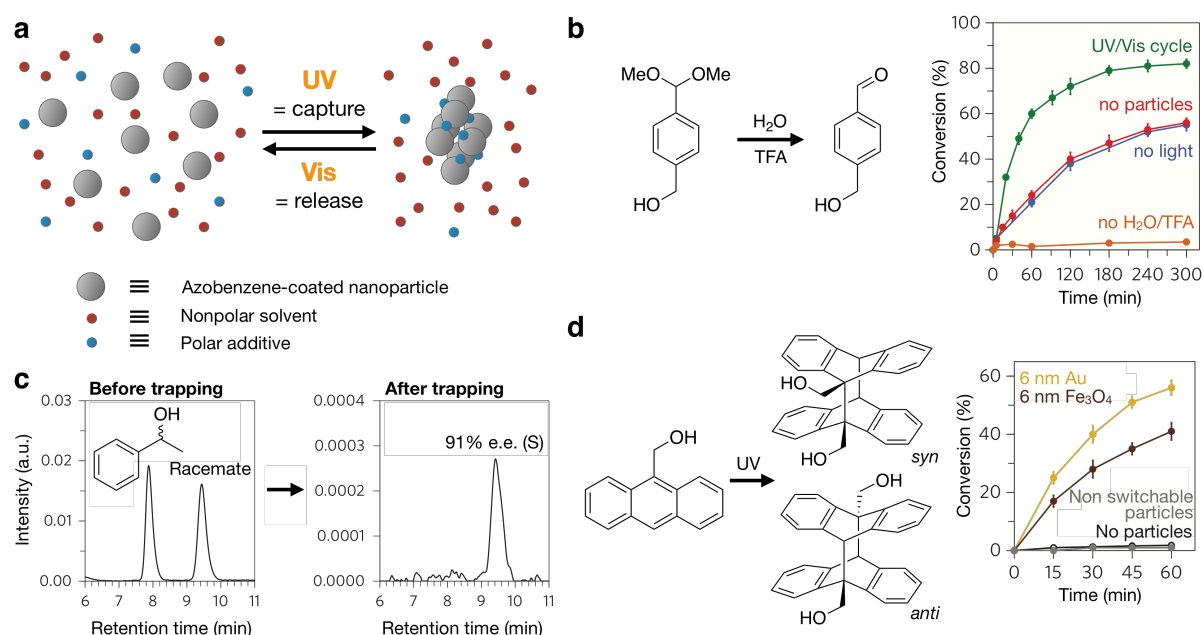 a
UV
= capture
Vis
= release
≡ Azobenzene-coated nanoparticle
≡ Nonpolar solvent
≡ Polar additive
b
MeO OMe
HO
H₂O
TFA
O
HO
Conversion (%)
100
80
60
40
20
0
UV/Vis cycle
no particles
no light
no H₂O/TFA
0 60 120 180 240 300
Time (min)
c
Before trapping
Intensity (a.u.)
0.03
0.02
0.01
0.00
OH
Racemate
6 7 8 9 10 11
Retention time (min)
After trapping
0.0004
0.0003
0.0002
0.0001
0.0000
91% e.e. (S)
6 7 8 9 10 11
Retention time (min)
d
OH
UV
HO
HO
syn
OH
HO
anti
Conversion (%)
60
40
20
0
6 nm Au
6 nm Fe₃O₄
Non switchable
particles
No particles
0 15 30 45 60
Time (min)